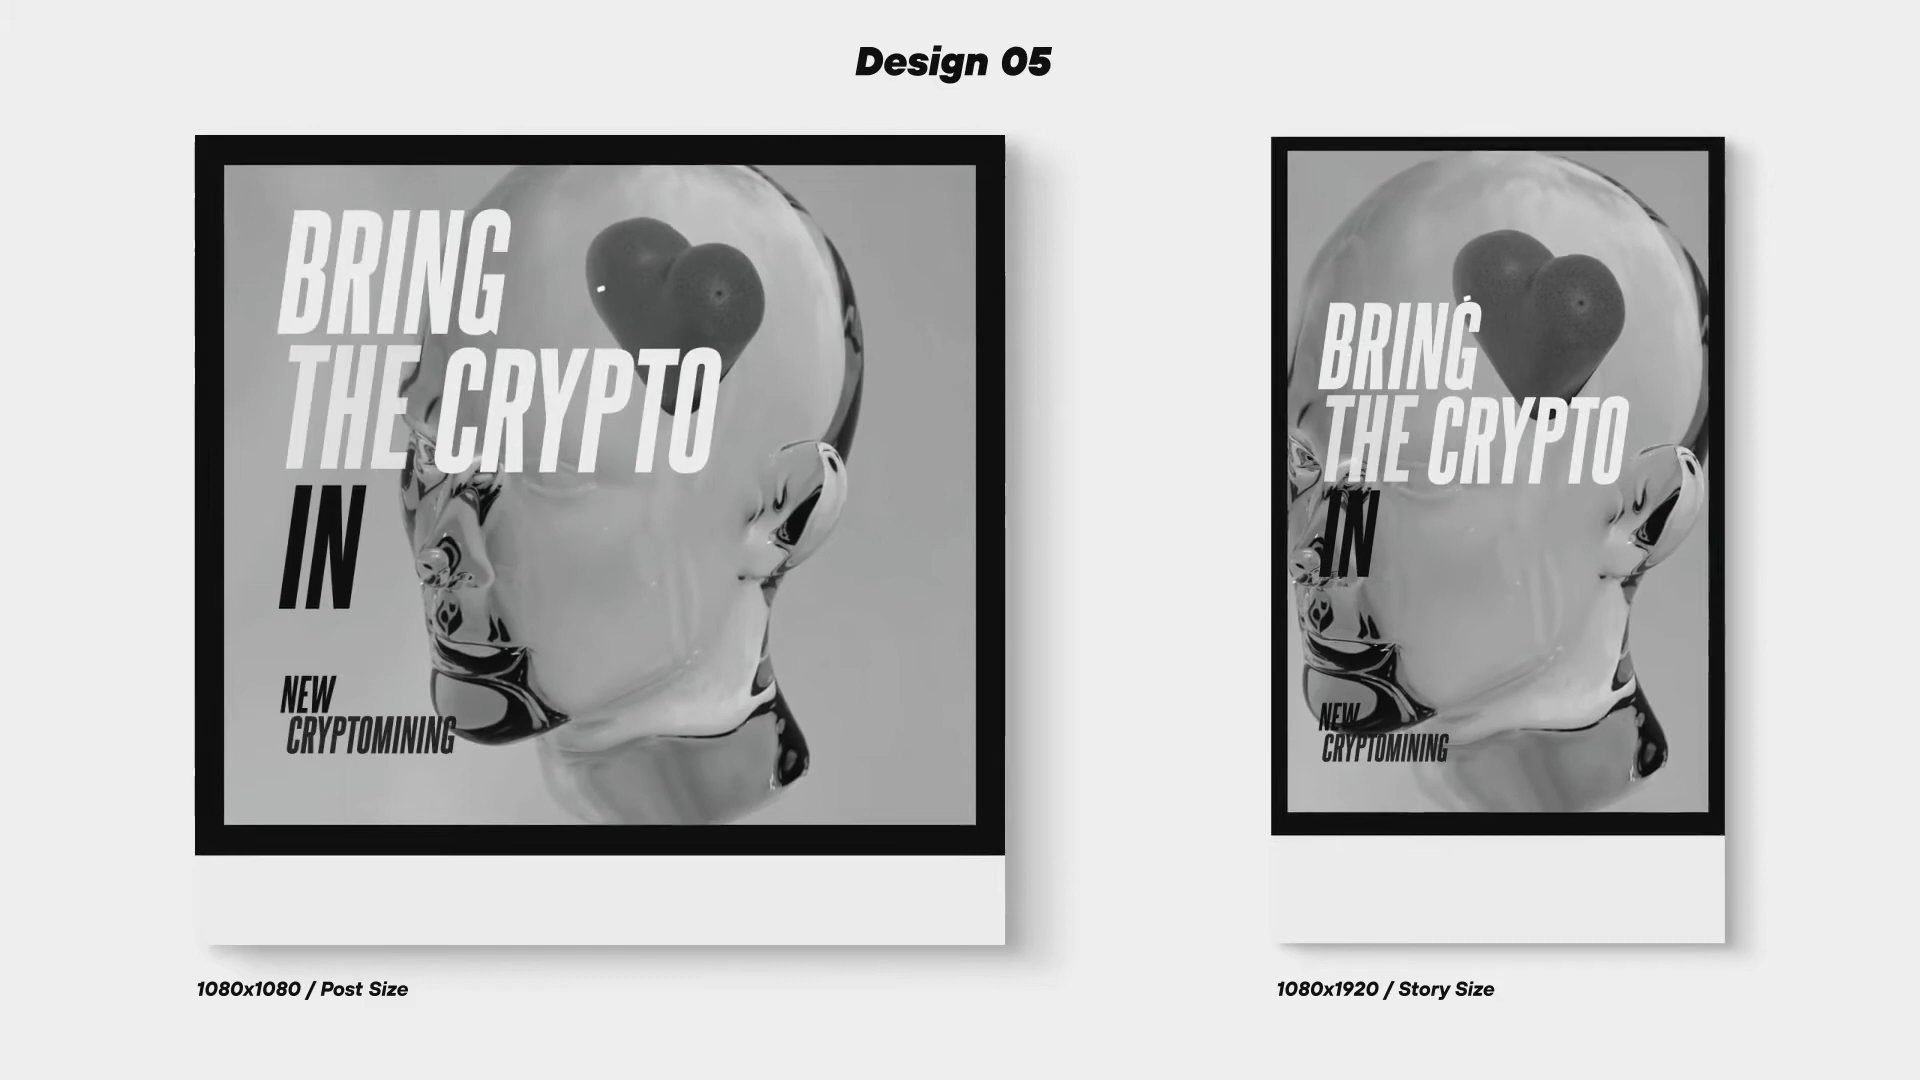 Design 05
BRING
THE CRYPTO
IN
NEW
CRYPTOMINING
BRING
THE CRYPTO
IN
NEW
CRYPTOMINING
1080x1080 / Post Size
1080x1920 / Story Size